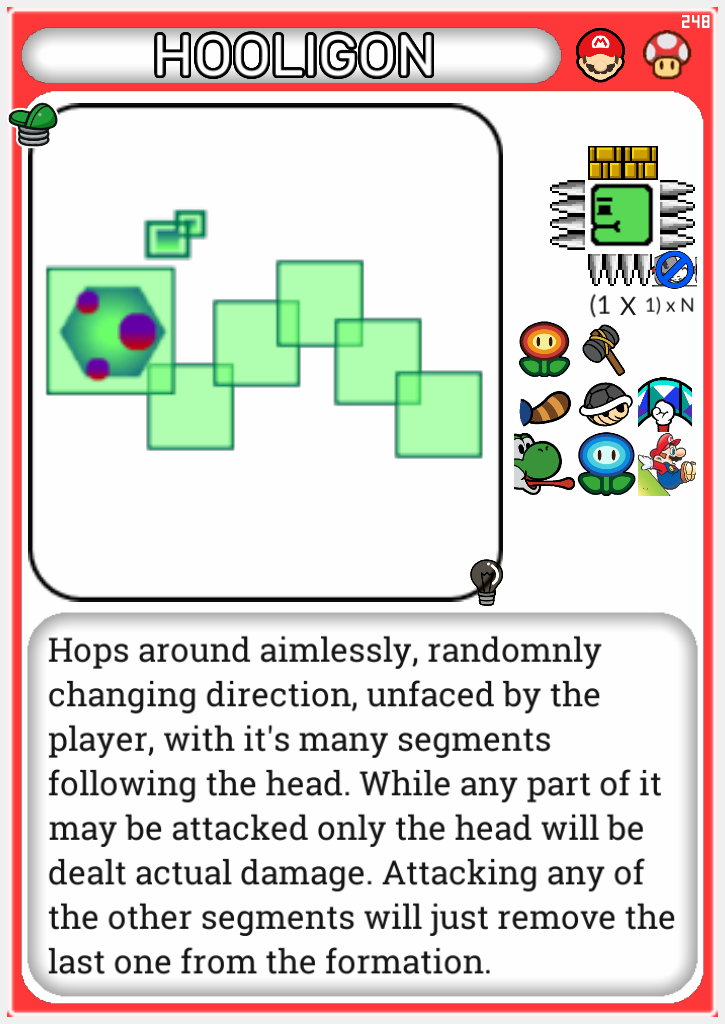 248
HOOLIGON
(1 X 1) x N
Hops around aimlessly, randomnly
changing direction, unfaced by the
player, with it's many segments
following the head. While any part of it
may be attacked only the head will be
dealt actual damage. Attacking any of
the other segments will just remove the
last one from the formation.